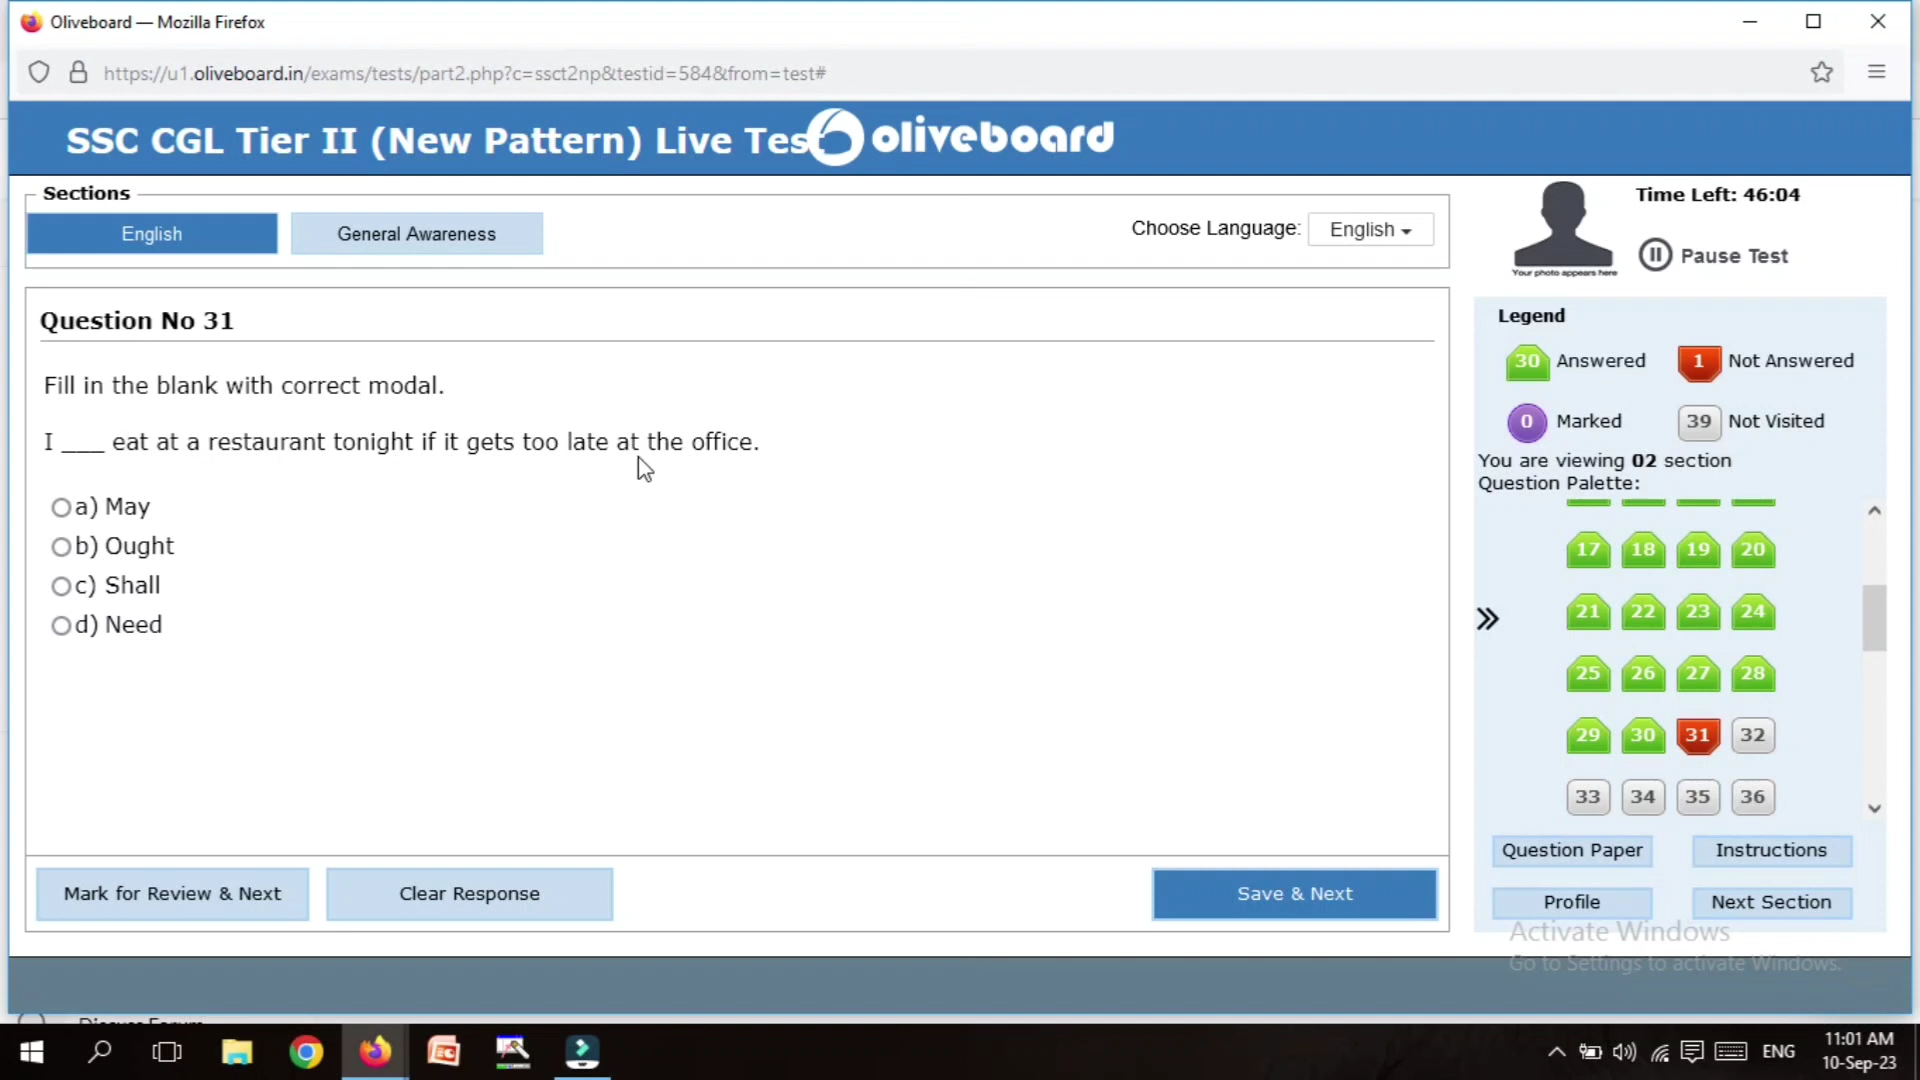 Oliveboard — Mozilla Firefox
https://u1.oliveboard.in/exams/tests/part2.php?c=ssct2np&testid=584&from=test#
SSC CGL Tier II (New Pattern) Live Tes
oliveboard
Sections
English
General Awareness
Choose Language:
English
Your photo appears here
Time Left: 46:04
Pause Test
Question No 31
Fill in the blank with correct modal.
I ___ eat at a restaurant tonight if it gets too late at the office.
a) May
b) Ought
c) Shall
d) Need
Mark for Review & Next
Clear Response
Save & Next
Legend
30 Answered
1 Not Answered
0 Marked
39 Not Visited
You are viewing 02 section
Question Palette:
17 18 19 20
21 22 23 24
25 26 27 28
29 30 31 32
33 34 35 36
Question Paper
Instructions
Profile
Next Section
Activate Windows
Go to Settings to activate Windows.
ENG
11:01 AM
10-Sep-23